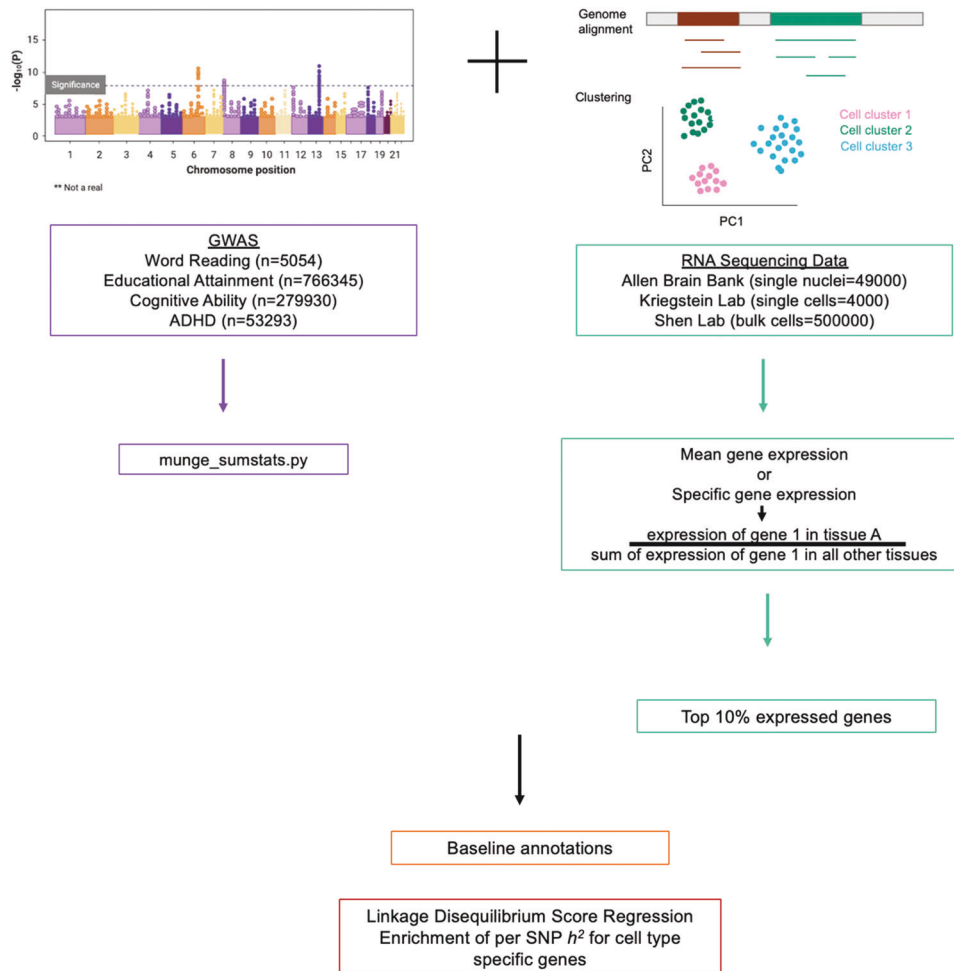 15
10
5
0
-log₁₀(P)
Significance
1 2 3 4 5 6 7 8 9 10 11 13 15 17 19 21
Chromosome position
** Not a real
Genome
alignment
Clustering
Cell cluster 1
Cell cluster 2
Cell cluster 3
PC2
PC1
GWAS
Word Reading (n=5054)
Educational Attainment (n=766345)
Cognitive Ability (n=279930)
ADHD (n=53293)
RNA Sequencing Data
Allen Brain Bank (single nuclei=49000)
Kriegstein Lab (single cells=4000)
Shen Lab (bulk cells=500000)
munge_sumstats.py
Mean gene expression
or
Specific gene expression
expression of gene 1 in tissue A
sum of expression of gene 1 in all other tissues
Top 10% expressed genes
Baseline annotations
Linkage Disequilibrium Score Regression
Enrichment of per SNP h² for cell type
specific genes